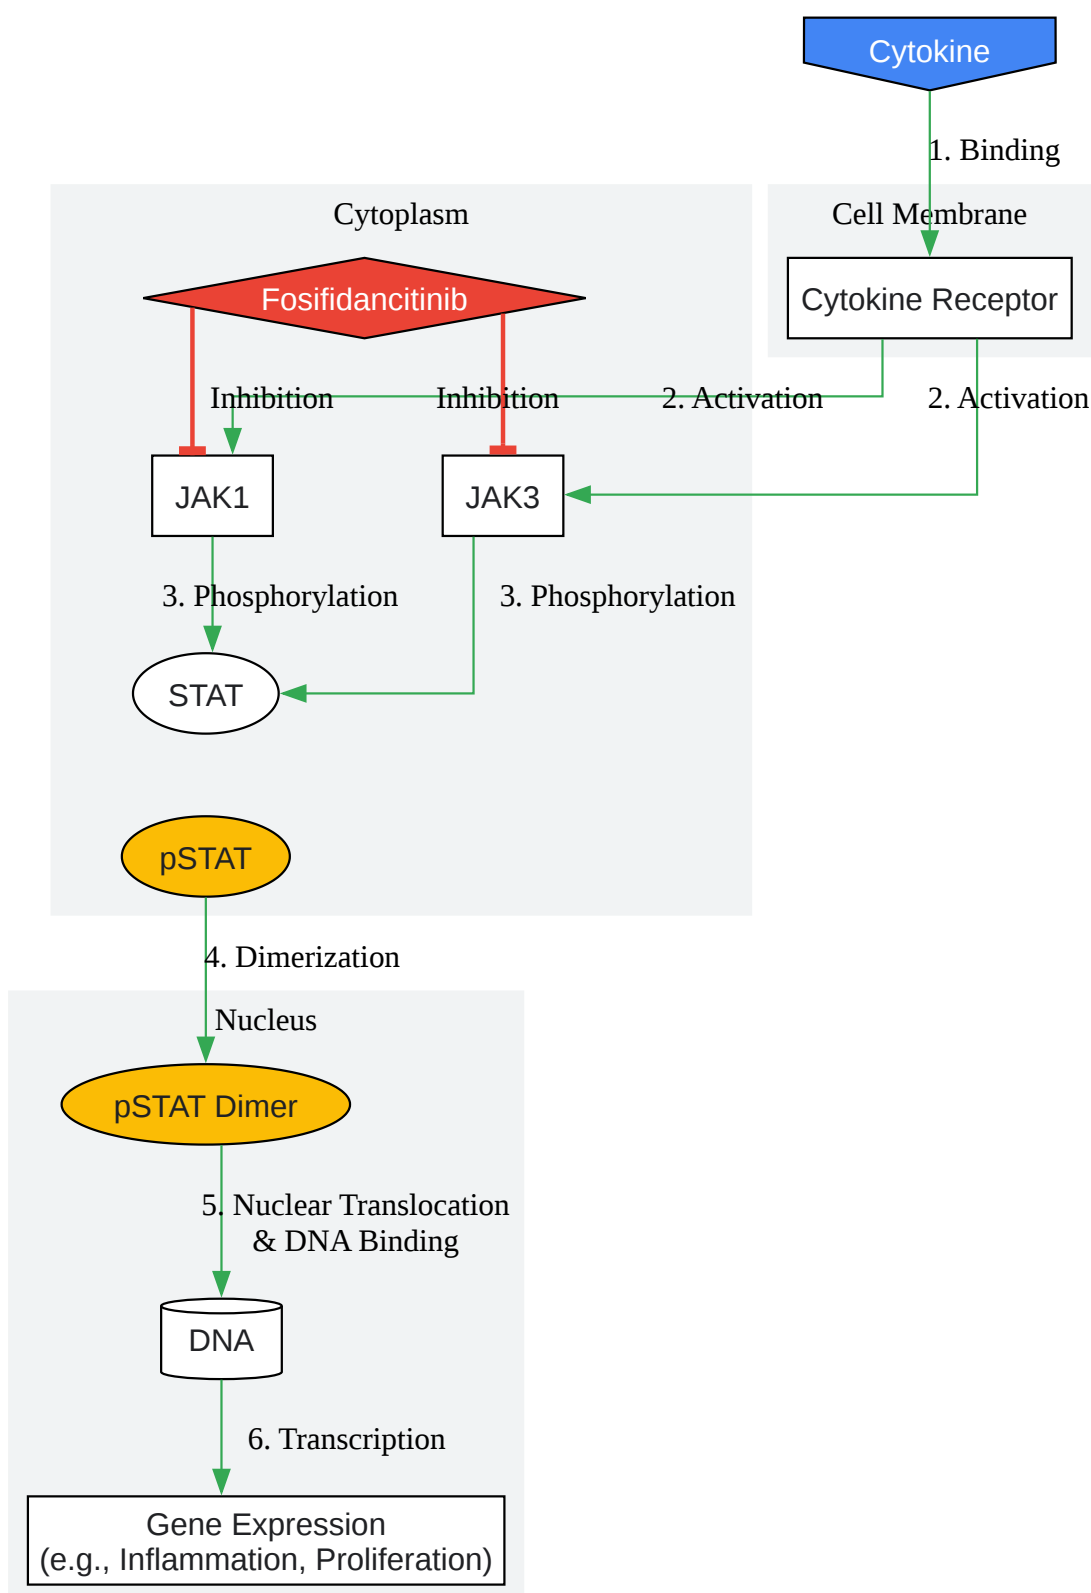 Cytokine
1. Binding
Cytoplasm
Cell Membrane
Fosifidancitinib
Cytokine Receptor
Inhibition
Inhibition
2. Activation
2. Activation
JAK1
JAK3
3. Phosphorylation
3. Phosphorylation
STAT
pSTAT
4. Dimerization
Nucleus
pSTAT Dimer
5. Nuclear Translocation
& DNA Binding
DNA
6. Transcription
Gene Expression
(e.g., Inflammation, Proliferation)